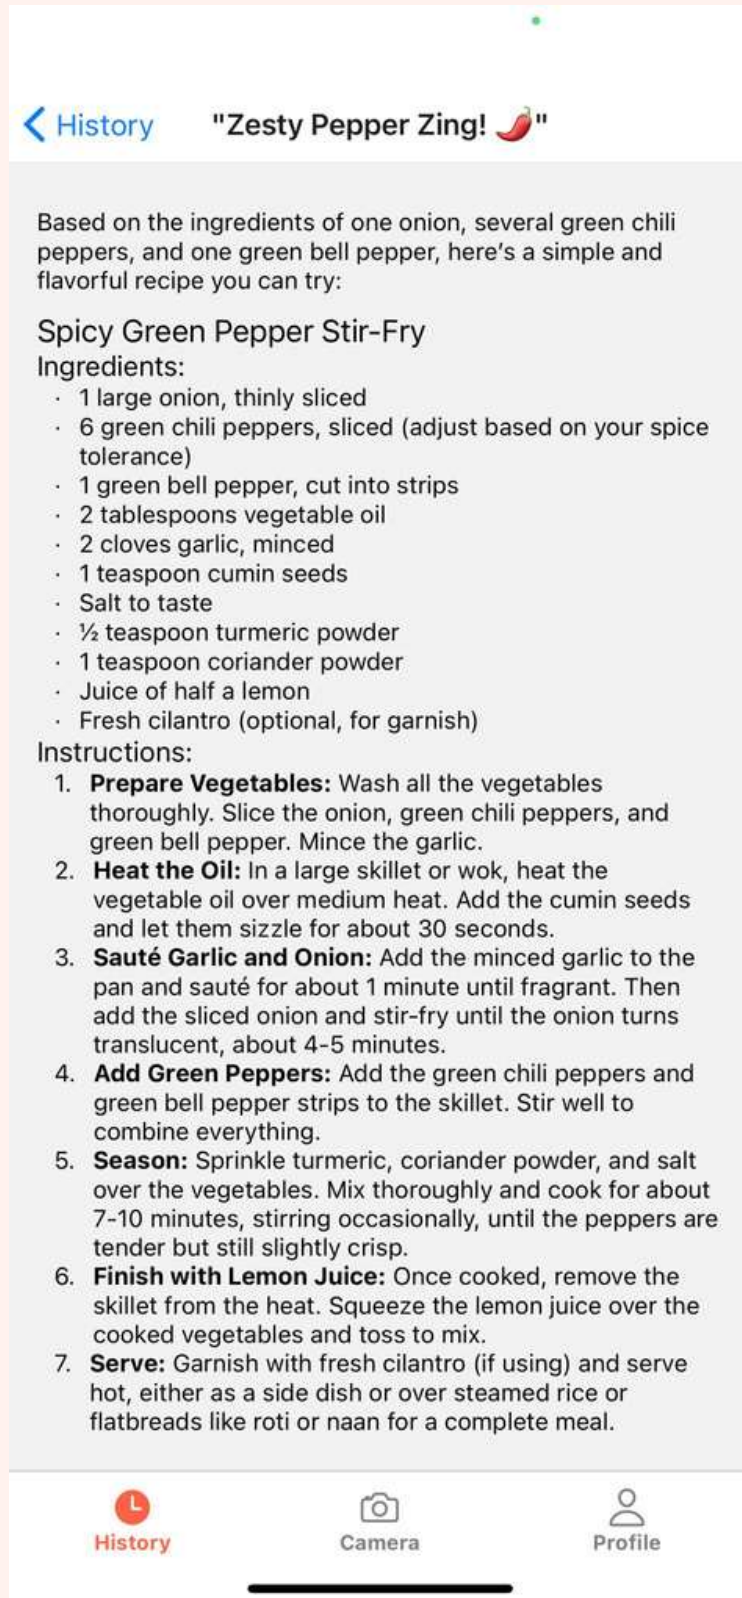 History
"Zesty Pepper Zing! 🌶️"
Based on the ingredients of one onion, several green chili
peppers, and one green bell pepper, here's a simple and
flavorful recipe you can try:
Spicy Green Pepper Stir-Fry
Ingredients:
· 1 large onion, thinly sliced
· 6 green chili peppers, sliced (adjust based on your spice
tolerance)
· 1 green bell pepper, cut into strips
· 2 tablespoons vegetable oil
· 2 cloves garlic, minced
· 1 teaspoon cumin seeds
· Salt to taste
· ½ teaspoon turmeric powder
· 1 teaspoon coriander powder
· Juice of half a lemon
· Fresh cilantro (optional, for garnish)
Instructions:
1. Prepare Vegetables: Wash all the vegetables
thoroughly. Slice the onion, green chili peppers, and
green bell pepper. Mince the garlic.
2. Heat the Oil: In a large skillet or wok, heat the
vegetable oil over medium heat. Add the cumin seeds
and let them sizzle for about 30 seconds.
3. Sauté Garlic and Onion: Add the minced garlic to the
pan and sauté for about 1 minute until fragrant. Then
add the sliced onion and stir-fry until the onion turns
translucent, about 4-5 minutes.
4. Add Green Peppers: Add the green chili peppers and
green bell pepper strips to the skillet. Stir well to
combine everything.
5. Season: Sprinkle turmeric, coriander powder, and salt
over the vegetables. Mix thoroughly and cook for about
7-10 minutes, stirring occasionally, until the peppers are
tender but still slightly crisp.
6. Finish with Lemon Juice: Once cooked, remove the
skillet from the heat. Squeeze the lemon juice over the
cooked vegetables and toss to mix.
7. Serve: Garnish with fresh cilantro (if using) and serve
hot, either as a side dish or over steamed rice or
flatbreads like roti or naan for a complete meal.
History
Camera
Profile